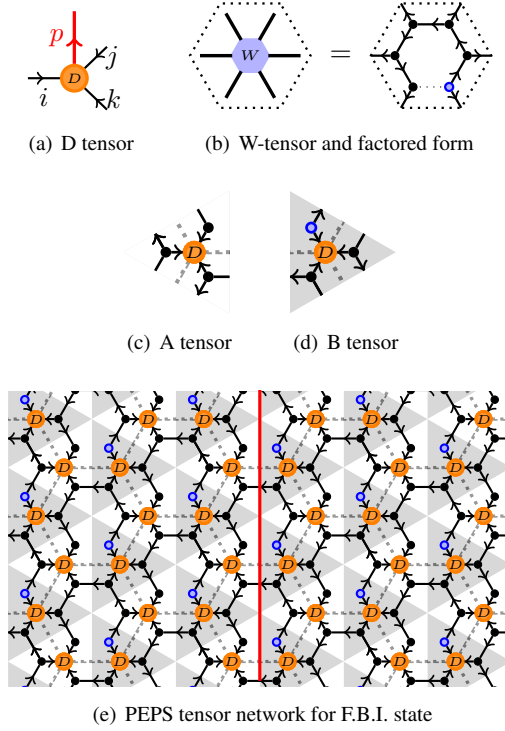 p
D
j
i
k
W
=
(a) D tensor
(b) W-tensor and factored form
D
D
(c) A tensor
(d) B tensor
D D D D D D
D D D D D D
D D D D D D
D D D D D D
D D D D D D
D D D D D D
(e) PEPS tensor network for F.B.I. state